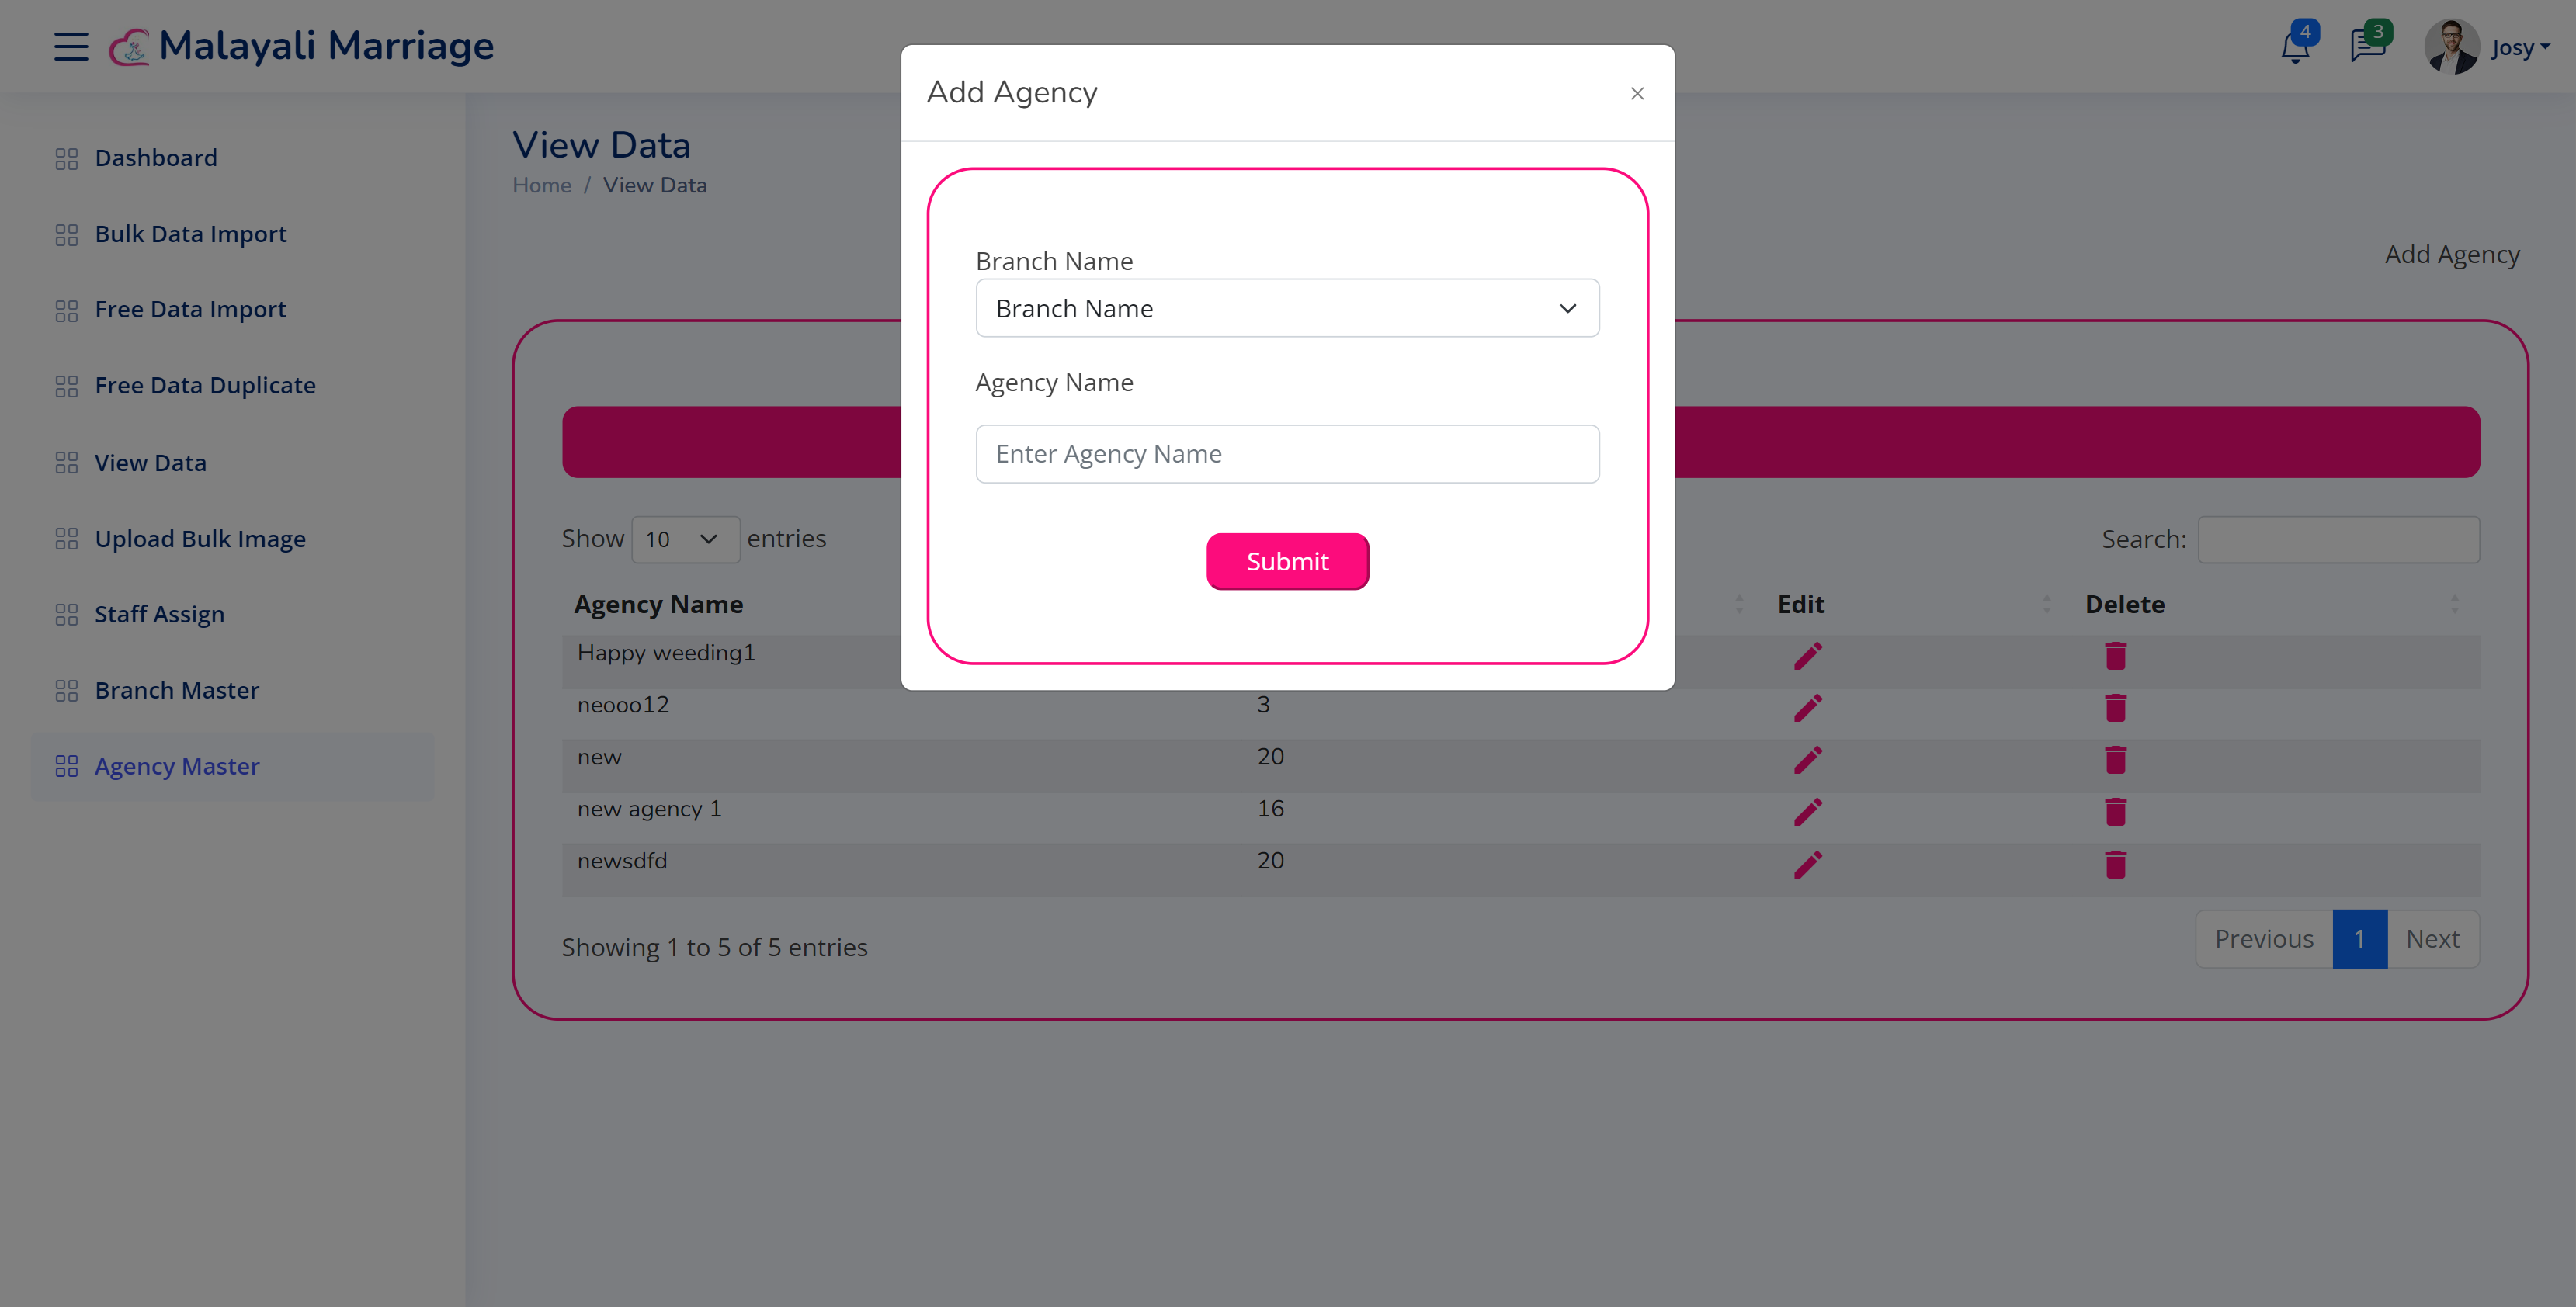 Malayali Marriage
4
3
Josy
Dashboard
Bulk Data Import
Free Data Import
Free Data Duplicate
View Data
Upload Bulk Image
Staff Assign
Branch Master
Agency Master
View Data
Home / View Data
Add Agency
Show 10 entries
Search:
Agency Name Edit Delete
Happy weeding1
neooo12 3
new 20
new agency 1 16
newsdfd 20
Showing 1 to 5 of 5 entries
Previous 1 Next
Add Agency
×
Branch Name
Branch Name
Agency Name
Enter Agency Name
Submit